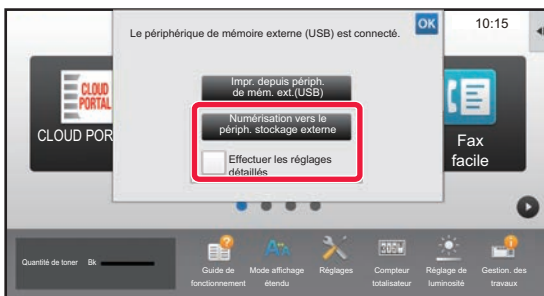 Le périphérique de mémoire externe (USB) est connecté.
OK
10:15
Impr. depuis périph.
de mém. ext.(USB)
Numérisation vers le
périph. stockage externe
Effectuer les réglages
détaillés
CLOUD
PORTAL
CLOUD POR
Fax
facile
Quantité de toner Bk
Guide de
fonctionnement
Mode affichage
étendu
Réglages
Compteur
totalisateur
Réglage de
luminosité
Gestion. des
travaux